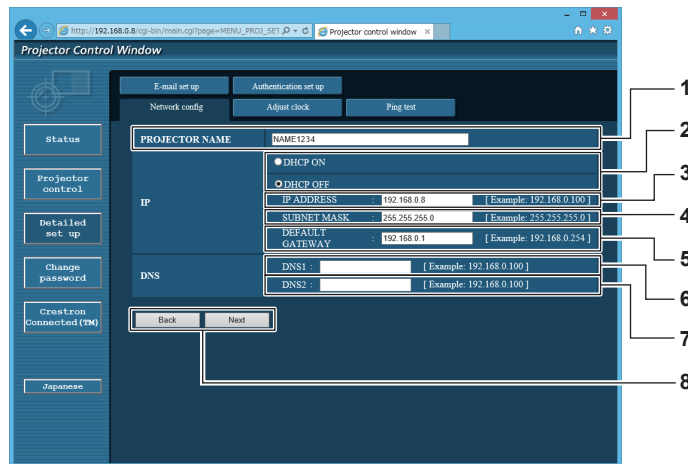 http://192.168.0.8/cgi-bin/main.cgi?page=MENU_PROJ_SET
Projector control window
Projector Control Window
E-mail set up
Authentication set up
Network config
Adjust clock
Ping test
1
Status
PROJECTOR NAME
NAME1234
2
DHCP ON
Projector control
DHCP OFF
3
IP
IP ADDRESS : 192.168.0.8 [ Example: 192.168.0.100 ]
4
SUBNET MASK : 255.255.255.0 [ Example: 255.255.255.0 ]
Detailed set up
DEFAULT GATEWAY : 192.168.0.1 [ Example: 192.168.0.254 ]
5
Change password
DNS
DNS1 : [ Example: 192.168.0.100 ]
6
DNS2 : [ Example: 192.168.0.100 ]
Crestron Connected(TM)
Back
Next
7
8
Japanese